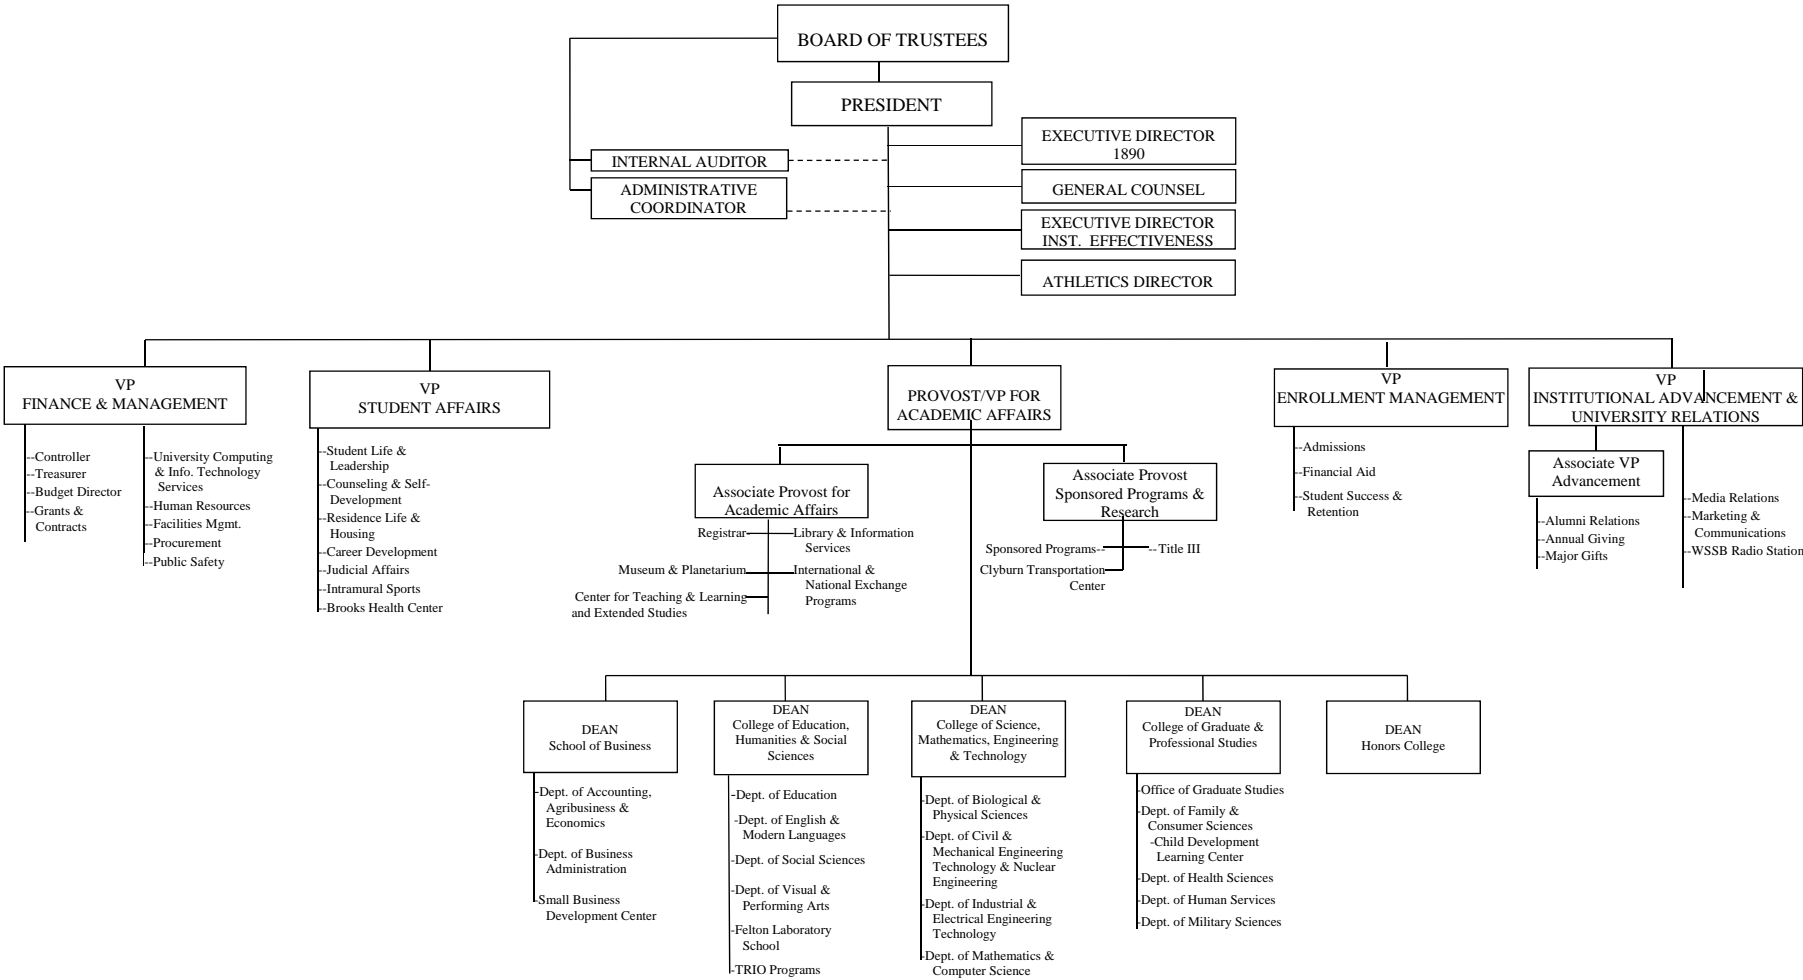 BOARD OF TRUSTEES
PRESIDENT
INTERNAL AUDITOR
ADMINISTRATIVE
COORDINATOR
EXECUTIVE DIRECTOR
1890
GENERAL COUNSEL
EXECUTIVE DIRECTOR
INST. EFFECTIVENESS
ATHLETICS DIRECTOR
VP
FINANCE & MANAGEMENT
--Controller
--Treasurer
--Budget Director
--Grants &
Contracts
--University Computing
& Info. Technology
Services
--Human Resources
--Facilities Mgmt.
--Procurement
--Public Safety
VP
STUDENT AFFAIRS
--Student Life &
Leadership
--Counseling & Self-
Development
--Residence Life &
Housing
--Career Development
--Judicial Affairs
--Intramural Sports
--Brooks Health Center
PROVOST/VP FOR
ACADEMIC AFFAIRS
Associate Provost for
Academic Affairs
Registrar
Library & Information
Services
Museum & Planetarium
International &
National Exchange
Programs
Center for Teaching & Learning
and Extended Studies
Associate Provost
Sponsored Programs &
Research
Sponsored Programs--
-- Title III
Clyburn Transportation
Center
VP
ENROLLMENT MANAGEMENT
--Admissions
--Financial Aid
--Student Success &
Retention
VP
INSTITUTIONAL ADVANCEMENT &
UNIVERSITY RELATIONS
Associate VP
Advancement
--Alumni Relations
--Annual Giving
--Major Gifts
--Media Relations
--Marketing &
Communications
--WSSB Radio Station
DEAN
School of Business
-Dept. of Accounting,
Agribusiness &
Economics
-Dept. of Business
Administration
-Small Business
Development Center
DEAN
College of Education,
Humanities & Social
Sciences
-Dept. of Education
-Dept. of English &
Modern Languages
-Dept. of Social Sciences
-Dept. of Visual &
Performing Arts
-Felton Laboratory
School
-TRIO Programs
DEAN
College of Science,
Mathematics, Engineering
& Technology
-Dept. of Biological &
Physical Sciences
-Dept. of Civil &
Mechanical Engineering
Technology & Nuclear
Engineering
-Dept. of Industrial &
Electrical Engineering
Technology
-Dept. of Mathematics &
Computer Science
DEAN
College of Graduate &
Professional Studies
-Office of Graduate Studies
-Dept. of Family &
Consumer Sciences
-Child Development
Learning Center
-Dept. of Health Sciences
-Dept. of Human Services
-Dept. of Military Sciences
DEAN
Honors College